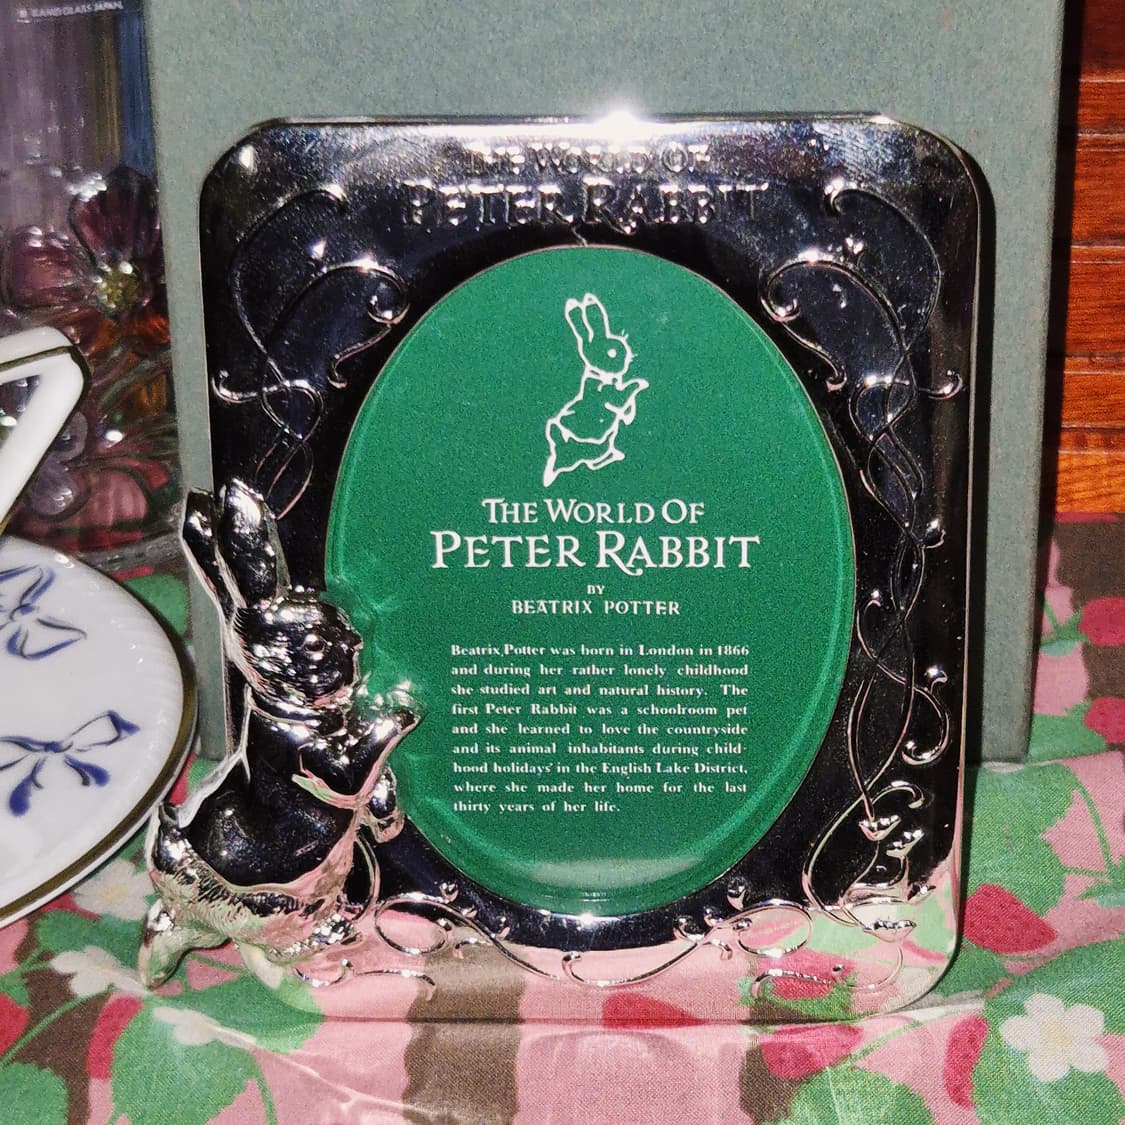 THE WORLD OF
PETER RABBIT
THE WORLD OF
PETER RABBIT
BY
BEATRIX POTTER
Beatrix Potter was born in London in 1866
and during her rather lonely childhood
she studied art and natural history. The
first Peter Rabbit was a schoolroom pet
and she learned to love the countryside
and its animal inhabitants during child-
hood holidays' in the English Lake District,
where she made her home for the last
thirty years of her life.